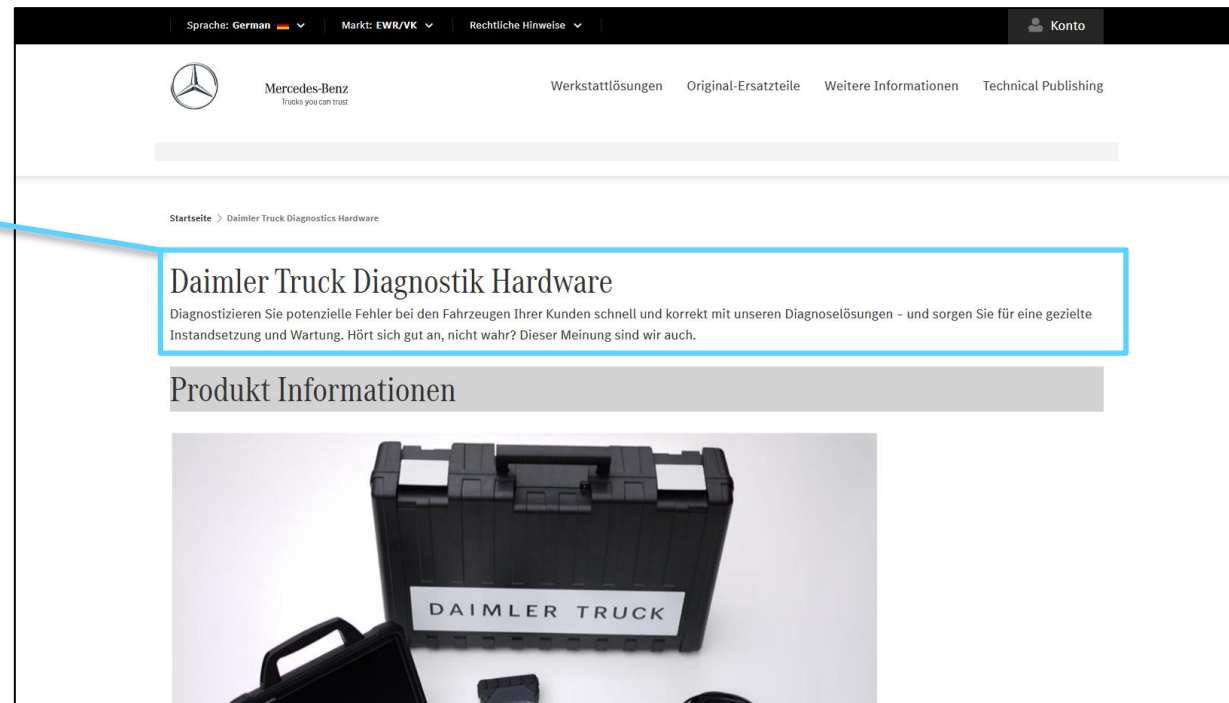 Sprache: German Markt: EWR/VK Rechtliche Hinweise Konto
Mercedes-Benz
Trucks you can trust
Werkstattlösungen Original-Ersatzteile Weitere Informationen Technical Publishing
Startseite > Daimler Truck Diagnostics Hardware
Daimler Truck Diagnostik Hardware
Diagnostizieren Sie potenzielle Fehler bei den Fahrzeugen Ihrer Kunden schnell und korrekt mit unseren Diagnoselösungen – und sorgen Sie für eine gezielte
Instandsetzung und Wartung. Hört sich gut an, nicht wahr? Dieser Meinung sind wir auch.
Produkt Informationen
DAIMLER TRUCK